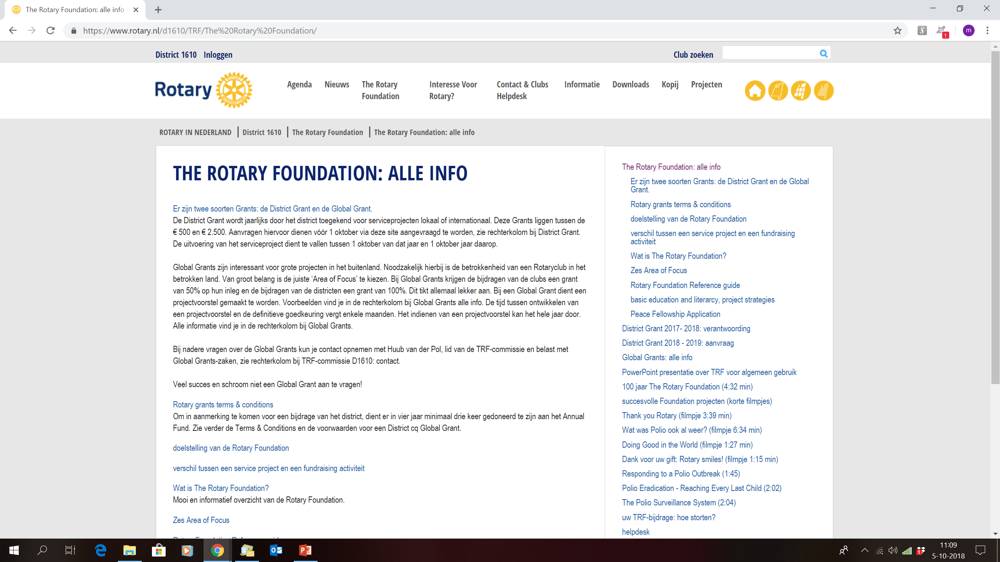 The Rotary Foundation: alle info
https://www.rotary.nl/d1610/TRF/The%20Rotary%20Foundation/
m
1
District 1610 Inloggen
Club zoeken
Rotary
ROTARY
INTERNATIONAL
Agenda Nieuws The Rotary Foundation Interesse Voor Rotary? Contact & Clubs Helpdesk Informatie Downloads Kopij Projecten
ROTARY IN NEDERLAND District 1610 The Rotary Foundation The Rotary Foundation: alle info
THE ROTARY FOUNDATION: ALLE INFO
Er zijn twee soorten Grants: de District Grant en de Global Grant.
De District Grant wordt jaarlijks door het district toegekend voor serviceprojecten lokaal of internationaal. Deze Grants liggen tussen de
€ 500 en € 2.500. Aanvragen hiervoor dienen vóór 1 oktober via deze site aangevraagd te worden, zie rechterkolom bij District Grant.
De uitvoering van het serviceproject dient te vallen tussen 1 oktober van dat jaar en 1 oktober jaar daarop.
Global Grants zijn interessant voor grote projecten in het buitenland. Noodzakelijk hierbij is de betrokkenheid van een Rotaryclub in het
betrokken land. Van groot belang is de juiste ‘Area of Focus’ te kiezen. Bij Global Grants krijgen de bijdragen van de clubs een grant
van 50% op hun inleg en de bijdragen van de districten een grant van 100%. Dit tikt allemaal lekker aan. Bij een Global Grant dient een
projectvoorstel gemaakt te worden. Voorbeelden vind je in de rechterkolom bij Global Grants alle info. De tijd tussen ontwikkelen van
een projectvoorstel en de definitieve goedkeuring vergt enkele maanden. Het indienen van een projectvoorstel kan het hele jaar door.
Alle informatie vind je in de rechterkolom bij Global Grants.
Bij nadere vragen over de Global Grants kun je contact opnemen met Huub van der Pol, lid van de TRF-commissie en belast met
Global Grants-zaken, zie rechterkolom bij TRF-commissie D1610: contact.
Veel succes en schroom niet een Global Grant aan te vragen!
Rotary grants terms & conditions
Om in aanmerking te komen voor een bijdrage van het district, dient er in vier jaar minimaal drie keer gedoneerd te zijn aan het Annual
Fund. Zie verder de Terms & Conditions en de voorwaarden voor een District cq Global Grant.
doelstelling van de Rotary Foundation
verschil tussen een service project en een fundraising activiteit
Wat is The Rotary Foundation?
Mooi en informatief overzicht van de Rotary Foundation.
Zes Area of Focus
The Rotary Foundation: alle info
Er zijn twee soorten Grants: de District Grant en de Global
Grant.
Rotary grants terms & conditions
doelstelling van de Rotary Foundation
verschil tussen een service project en een fundraising
activiteit
Wat is The Rotary Foundation?
Zes Area of Focus
Rotary Foundation Reference guide
basic education and literarcy, project strategies
Peace Fellowship Application
District Grant 2017- 2018: verantwoording
District Grant 2018 - 2019: aanvraag
Global Grants: alle info
PowerPoint presentatie over TRF voor algemeen gebruik
100 jaar The Rotary Foundation (4:32 min)
succesvolle Foundation projecten (korte filmpjes)
Thank you Rotary (filmpje 3:39 min)
Wat was Polio ook al weer? (filmpje 6:34 min)
Doing Good in the World (filmpje 1:27 min)
Dank voor uw gift: Rotary smiles! (filmpje 1:15 min)
Responding to a Polio Outbreak (1:45)
Polio Eradication - Reaching Every Last Child (2:02)
The Polio Surveillance System (2:04)
uw TRF-bijdrage: hoe storten?
helpdesk
11:09
5-10-2018